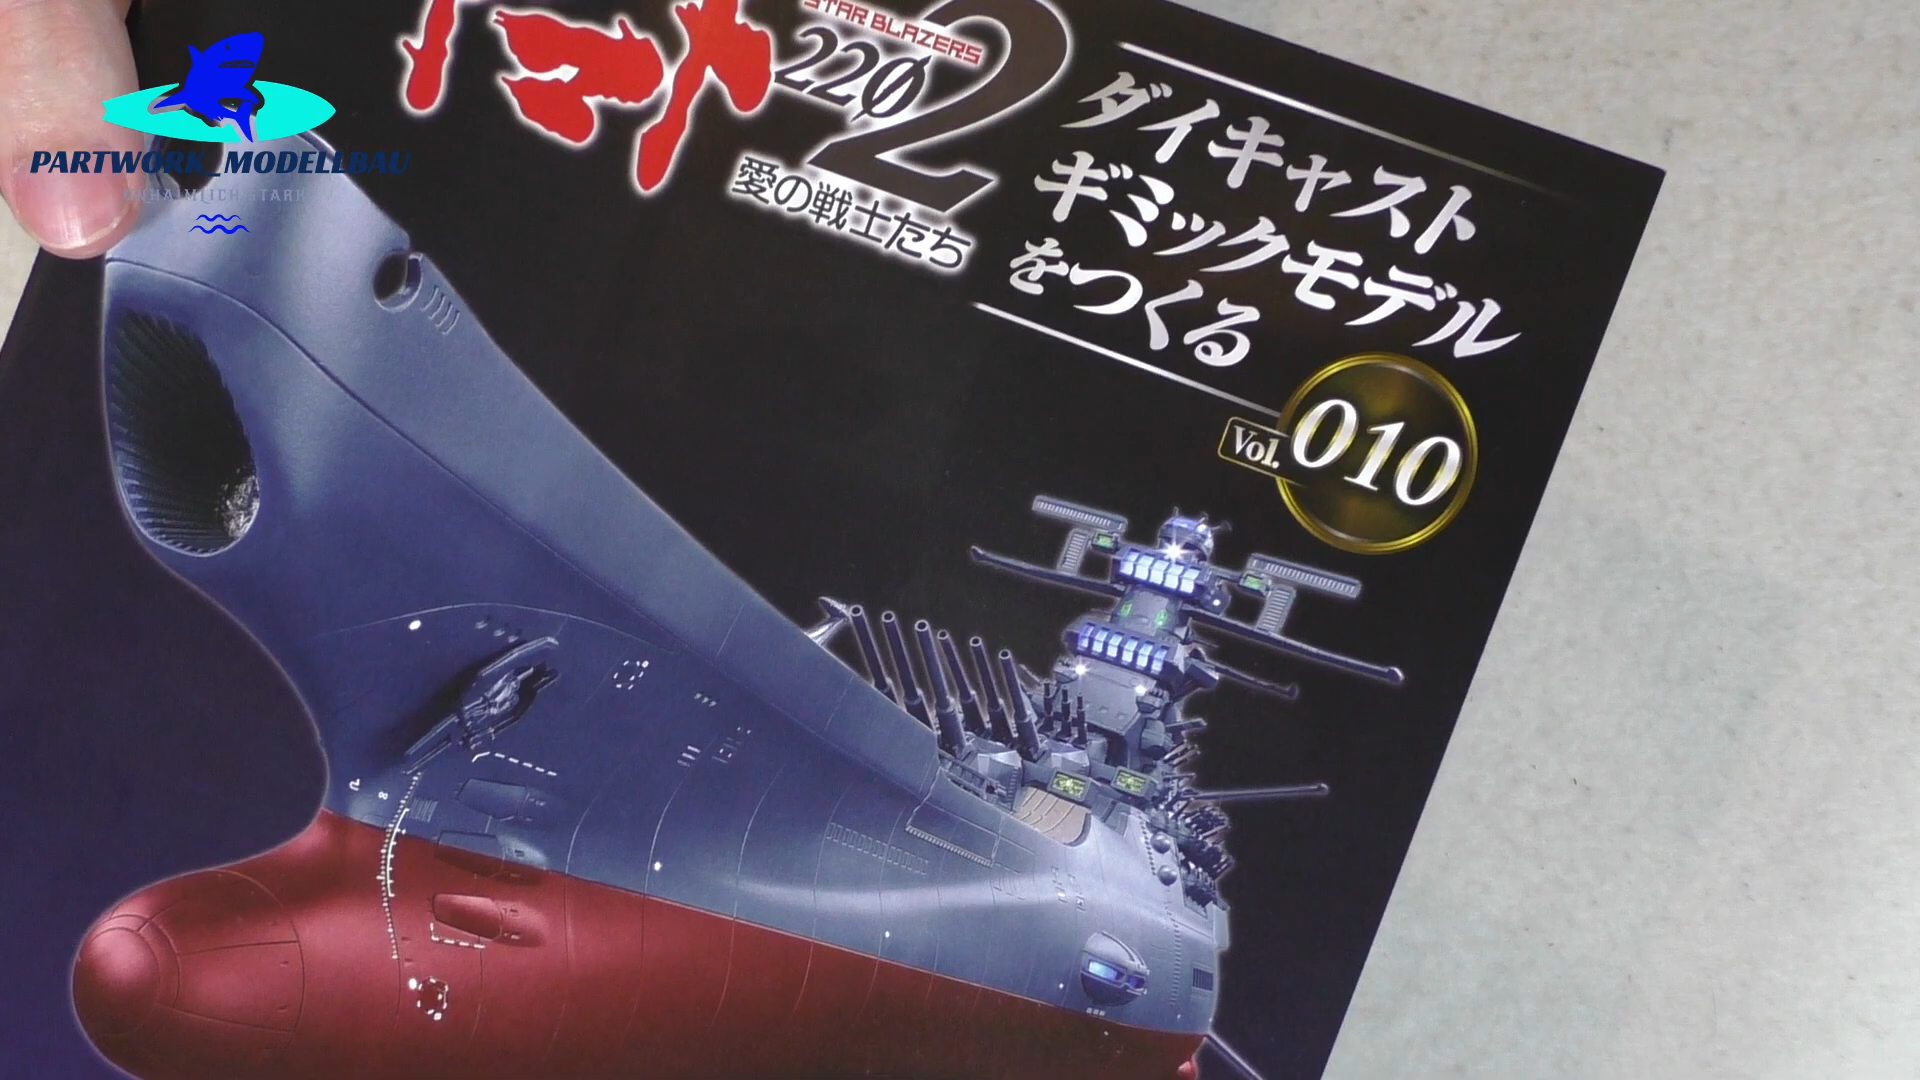 PARTWORK_MODELLBAU
STAR BLAZERS
2202
愛の戦士たち
ダイキャスト
ギミックモデル
をつくる
Vol. 010